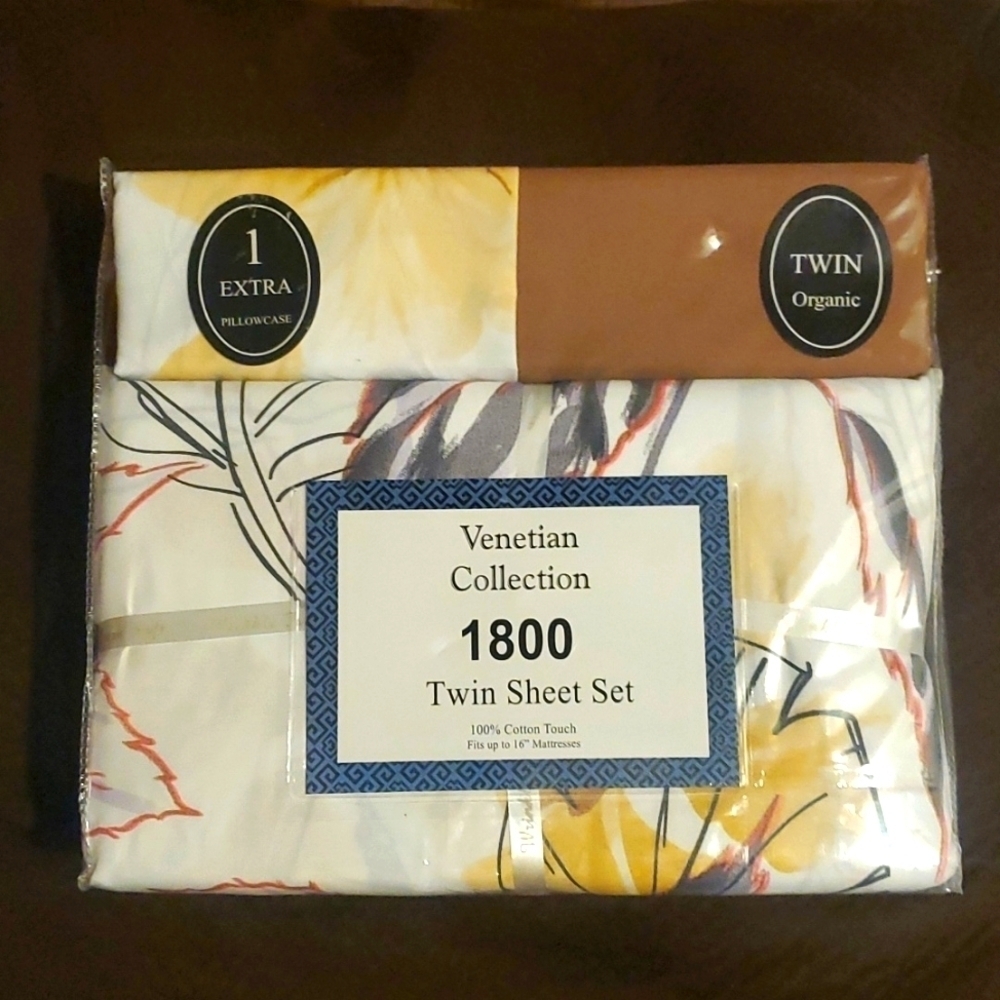 1
EXTRA
PILLOWCASE
TWIN
Organic
Venetian
Collection
1800
Twin Sheet Set
100% Cotton Touch
Fits up to 16" Mattresses